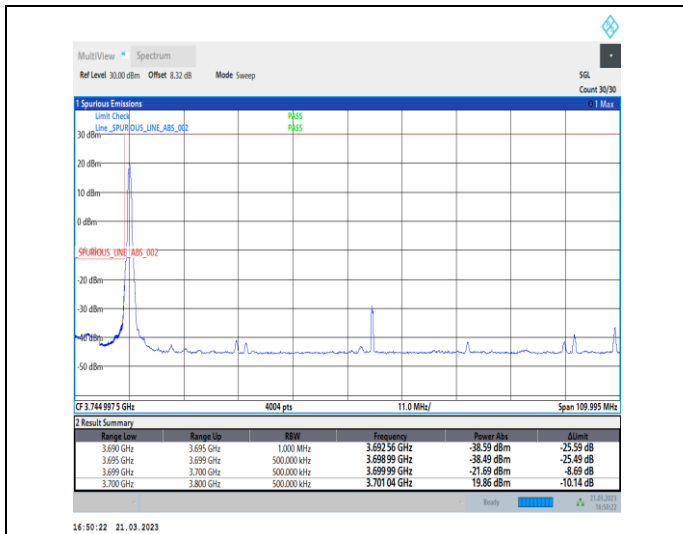 MultiView Spectrum
Ref Level 30.00 dBm Offset 8.32 dB Mode Sweep SGL
Count 30/30
1 Spurious Emissions 1 Max
Limit Check PASS
Line _SPURIOUS_LINE_ABS_002 PASS
30 dBm
20 dBm
10 dBm
0 dBm
_SPURIOUS_LINE_ABS_002
-20 dBm
-30 dBm
-40 dBm
-50 dBm
CF 3.744 997 5 GHz 4004 pts 11.0 MHz/ Span 109.995 MHz
2 Result Summary
Range Low Range Up RBW Frequency Power Abs ΔLimit
3.690 GHz 3.695 GHz 1.000 MHz 3.692 56 GHz -38.59 dBm -25.59 dB
3.695 GHz 3.699 GHz 500.000 kHz 3.698 99 GHz -38.49 dBm -25.49 dB
3.699 GHz 3.700 GHz 500.000 kHz 3.699 99 GHz -21.69 dBm -8.69 dB
3.700 GHz 3.800 GHz 500.000 kHz 3.701 04 GHz 19.86 dBm -10.14 dB
Ready 21.03.2023
16:50:22
16:50:22 21.03.2023